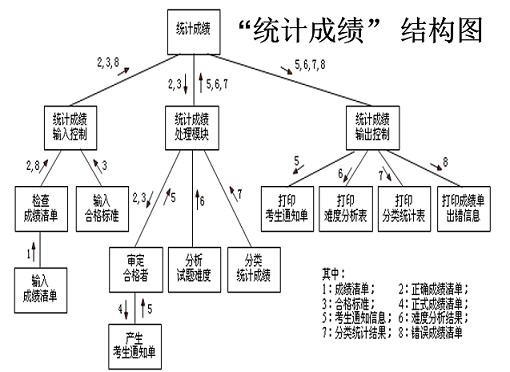 统计成绩
“统计成绩” 结构图
2,3,8
2,3
5,6,7
5,6,7,8
统计成绩
输入控制
统计成绩
处理模块
统计成绩
输出控制
2,8
3
2,3
5
6
7
5
6
7
8
检查
成绩清单
输入
合格标准
打印
考生通知单
打印
难度分析表
打印
分类统计表
打印成绩单
出错信息
1
审定
合格者
分析
试题难度
分类
统计成绩
输入
成绩清单
4
5
产生
考生通知单
其中:
1:成绩清单; 2:正确成绩清单;
3:合格标准; 4:正式成绩清单;
5:考生通知信息; 6:难度分析结果;
7:分类统计结果; 8:错误成绩清单